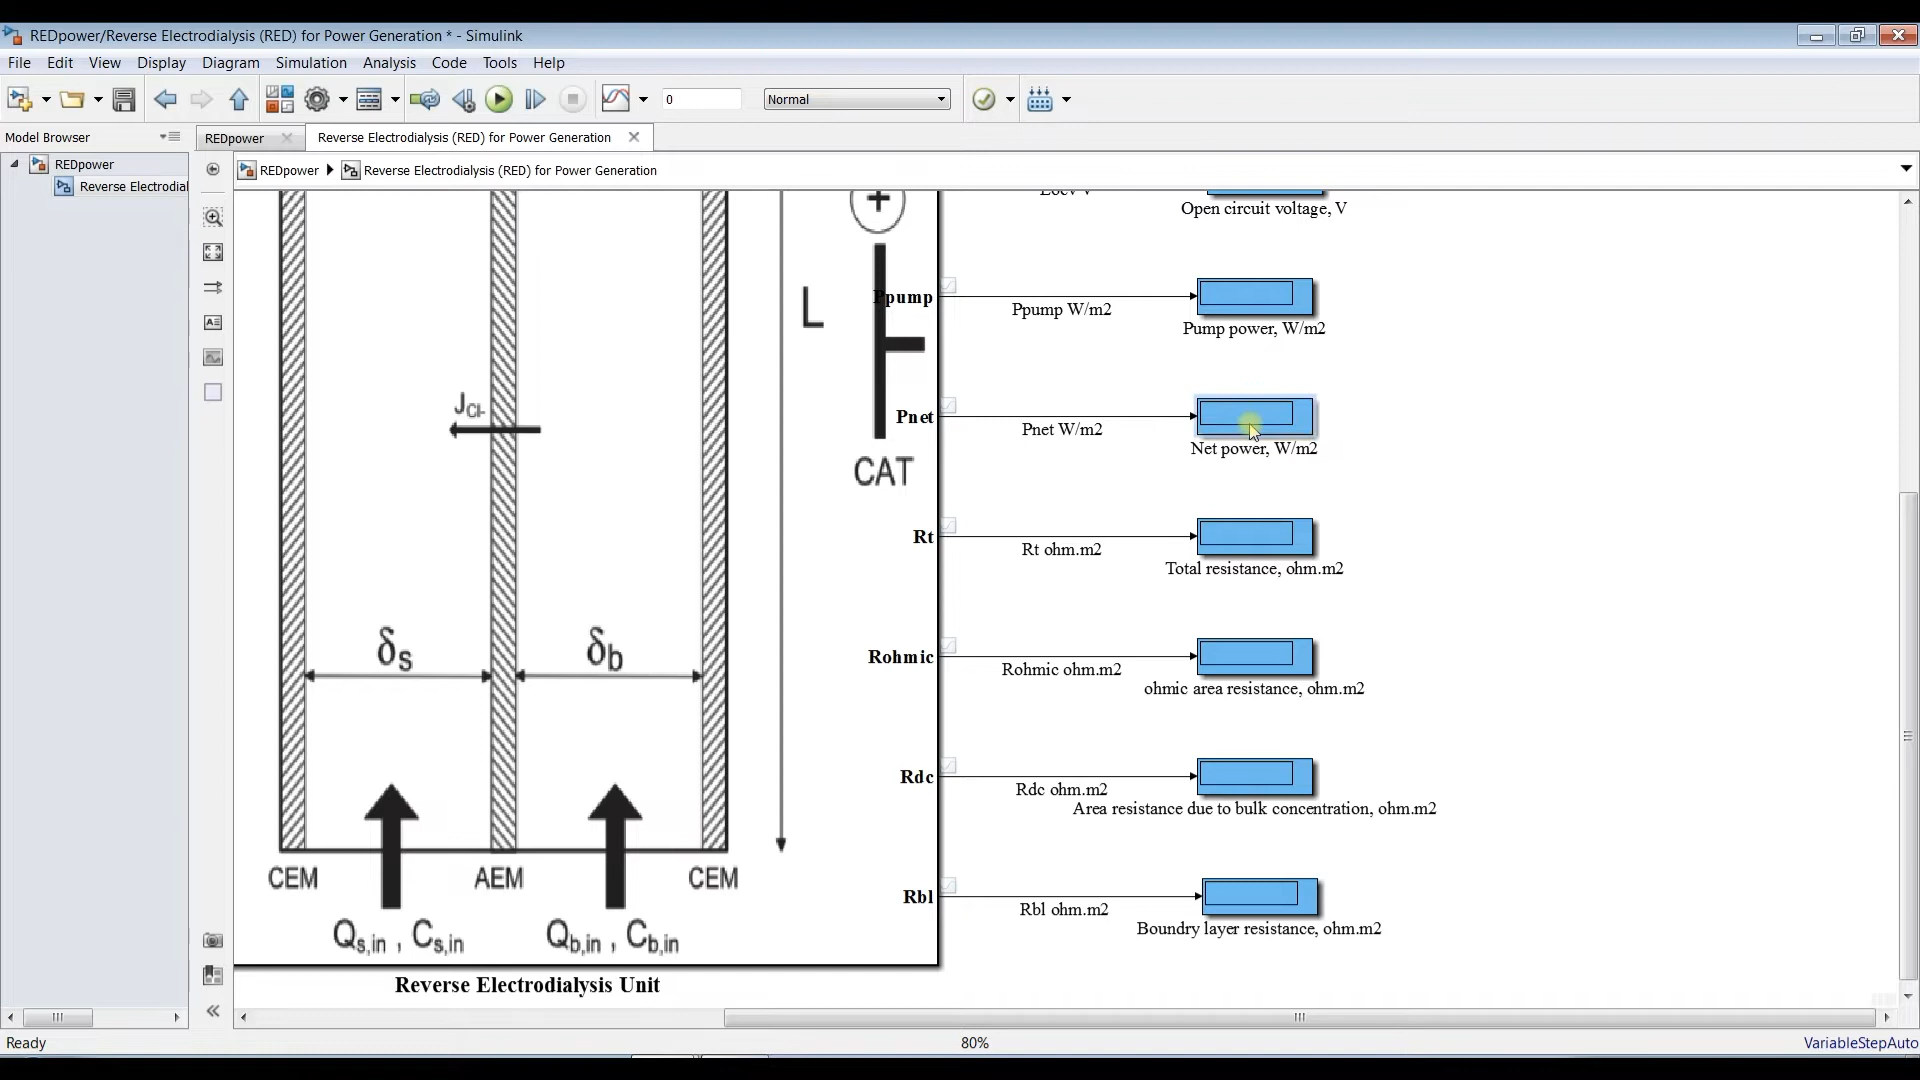 REDpower/Reverse Electrodialysis (RED) for Power Generation * - Simulink
File Edit View Display Diagram Simulation Analysis Code Tools Help
0 Normal
Model Browser
REDpower
Reverse Electrodialysis (RED) for Power Generation
REDpower
Reverse Electrodial
REDpower Reverse Electrodialysis (RED) for Power Generation
Open circuit voltage, V
+
L
Ppump
Ppump W/m2
Pump power, W/m2
JCl-
Pnet
Pnet W/m2
Net power, W/m2
CAT
Rt
Rt ohm.m2
Total resistance, ohm.m2
δs
δb
Rohmic
Rohmic ohm.m2
ohmic area resistance, ohm.m2
Rdc
Rdc ohm.m2
Area resistance due to bulk concentration, ohm.m2
CEM AEM CEM
Rbl
Rbl ohm.m2
Boundry layer resistance, ohm.m2
Qs,in , Cs,in
Qb,in , Cb,in
Reverse Electrodialysis Unit
Ready
80%
VariableStepAuto